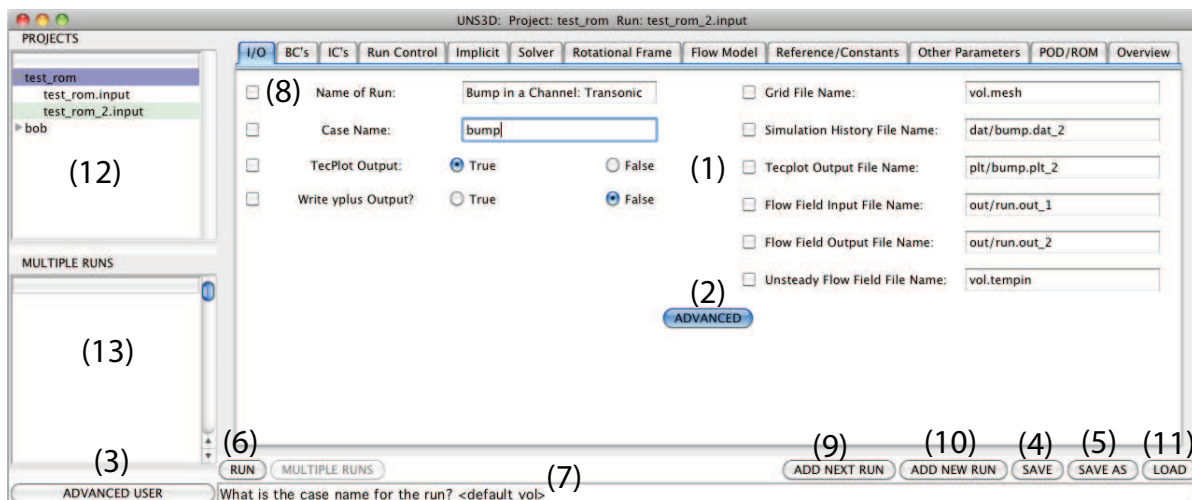 UNS3D: Project: test_rom Run: test_rom_2.input
PROJECTS
test_rom
test_rom.input
test_rom_2.input
bob
(12)
MULTIPLE RUNS
(13)
(3)
ADVANCED USER
I/O BC's IC's Run Control Implicit Solver Rotational Frame Flow Model Reference/Constants Other Parameters POD/ROM Overview
(8) Name of Run: Bump in a Channel: Transonic
Case Name: bump
TecPlot Output: True False
Write yplus Output? True False
(1)
Grid File Name: vol.mesh
Simulation History File Name: dat/bump.dat_2
Tecplot Output File Name: plt/bump.plt_2
Flow Field Input File Name: out/run.out_1
Flow Field Output File Name: out/run.out_2
Unsteady Flow Field File Name: vol.tempin
(2)
ADVANCED
(6) (9) (10) (4) (5) (11)
RUN MULTIPLE RUNS ADD NEXT RUN ADD NEW RUN SAVE SAVE AS LOAD
(7)
What is the case name for the run? <default vol>